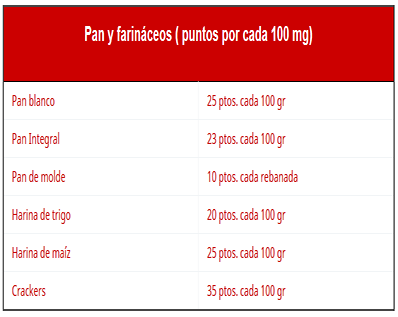 Pan y farináceos ( puntos por cada 100 mg)
Pan blanco 25 ptos. cada 100 gr
Pan Integral 23 ptos. cada 100 gr
Pan de molde 10 ptos. cada rebanada
Harina de trigo 20 ptos. cada 100 gr
Harina de maíz 25 ptos. cada 100 gr
Crackers 35 ptos. cada 100 gr